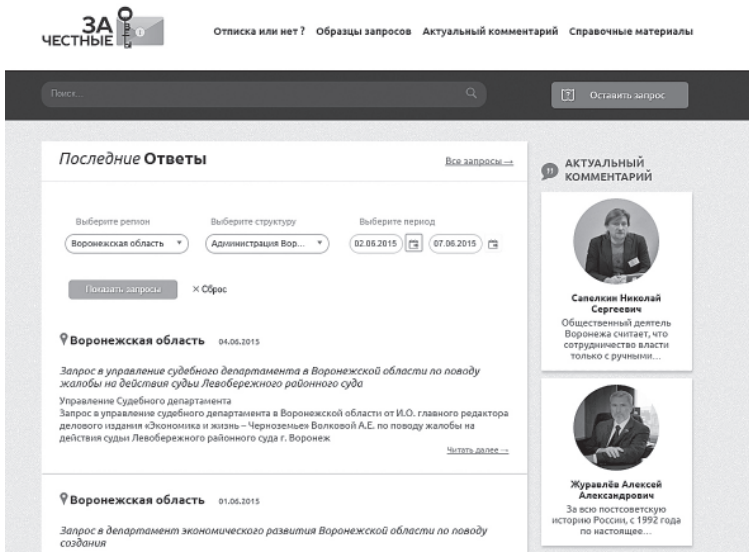 ЗА
ЧЕСТНЫЕ
Отписка или нет ? Образцы запросов Актуальный комментарий Справочные материалы
Поиск...
Оставить запрос
Последние Ответы
Все запросы →
Выберите регион Выберите структуру Выберите период
Воронежская область Администрация Вор... 02.06.2015 07.06.2015
Показать запросы × Сброс
Воронежская область 04.06.2015
Запрос в управление судебного департамента в Воронежской области по поводу
жалобы на действия судьи Левобережного районного суда
Управление Судебного департамента
Запрос в управление судебного департамента в Воронежской области от И.О. главного редактора
делового издания «Экономика и жизнь – Черноземье» Волковой А.Е. по поводу жалобы на
действия судьи Левобережного районного суда г. Воронеж
Читать далее →
Воронежская область 01.06.2015
Запрос в департамент экономического развития Воронежской области по поводу
создания
АКТУАЛЬНЫЙ
КОММЕНТАРИЙ
Сапелкин Николай
Сергеевич
Общественный деятель
Воронежа считает, что
сотрудничество власти
только с ручными...
Журавлёв Алексей
Александрович
За всю постсоветскую
историю России, с 1992 года
по настоящее...